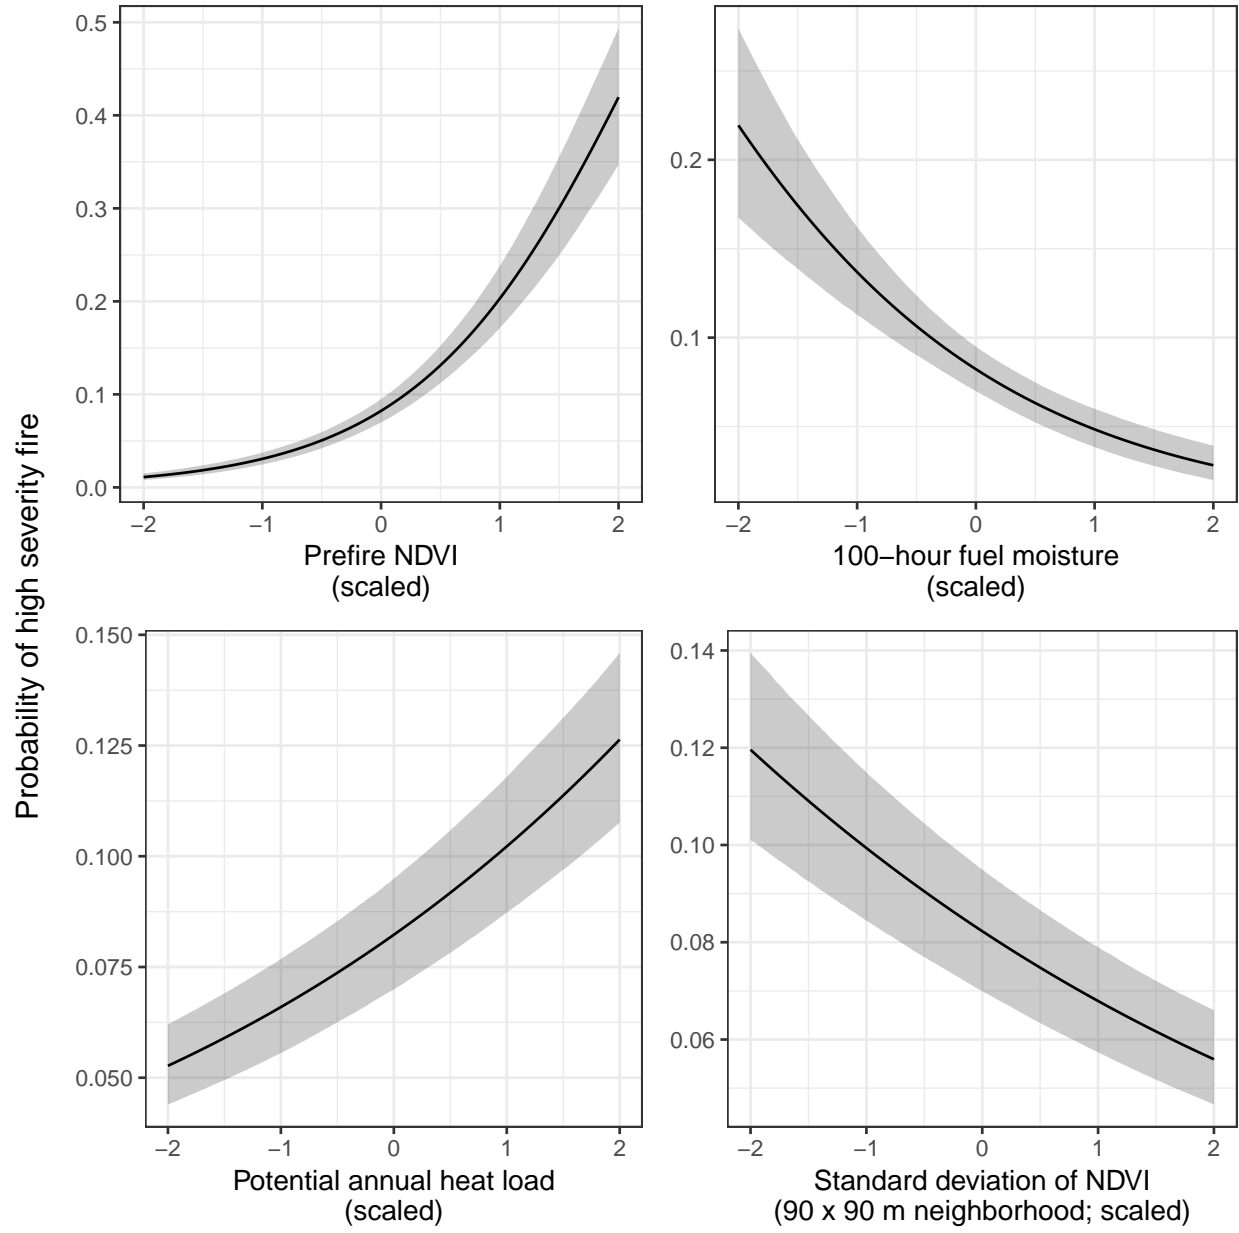 Probability of high severity fire
0.5
0.4
0.3
0.2
0.1
0.0
−2 −1 0 1 2
Prefire NDVI
(scaled)
0.2
0.1
−2 −1 0 1 2
100−hour fuel moisture
(scaled)
0.150
0.125
0.100
0.075
0.050
−2 −1 0 1 2
Potential annual heat load
(scaled)
0.14
0.12
0.10
0.08
0.06
−2 −1 0 1 2
Standard deviation of NDVI
(90 x 90 m neighborhood; scaled)